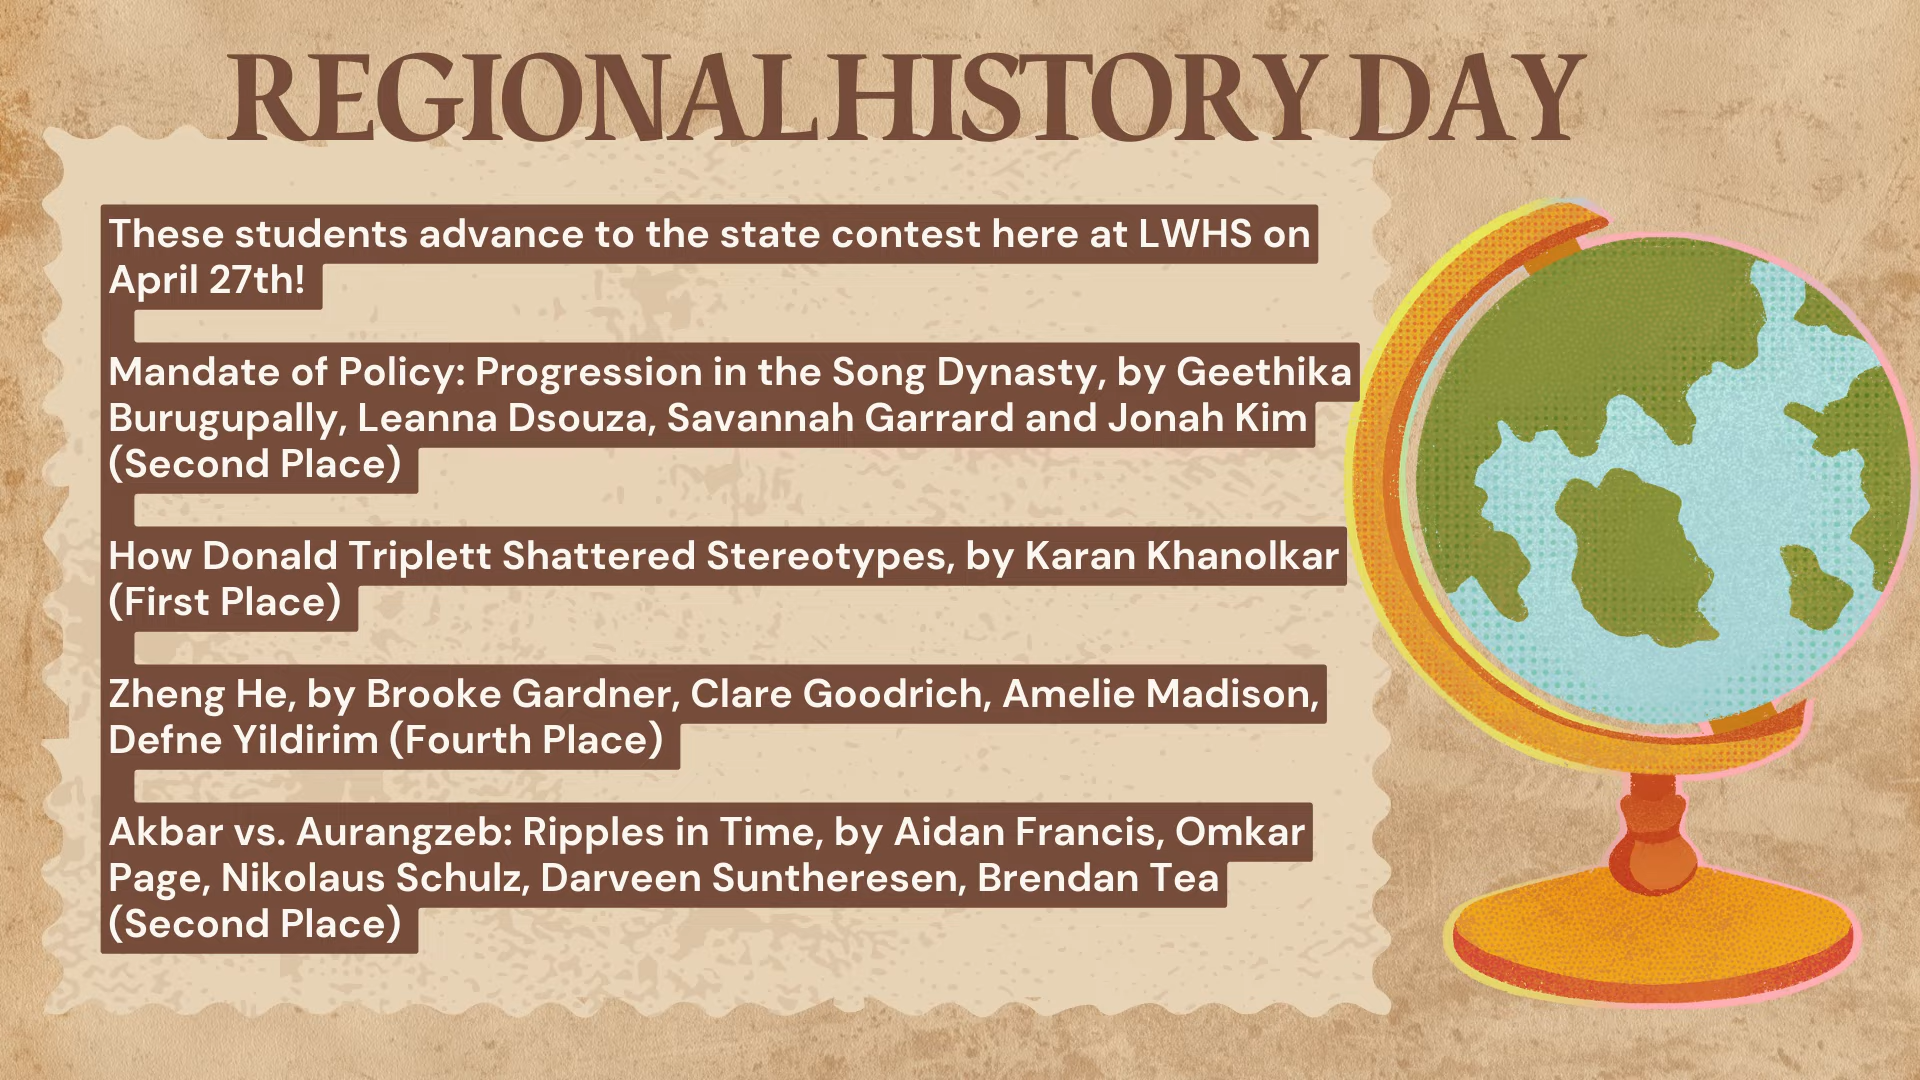 REGIONAL HISTORY DAY
These students advance to the state contest here at LWHS on
April 27th!
Mandate of Policy: Progression in the Song Dynasty, by Geethika
Burugupally, Leanna Dsouza, Savannah Garrard and Jonah Kim
(Second Place)
How Donald Triplett Shattered Stereotypes, by Karan Khanolkar
(First Place)
Zheng He, by Brooke Gardner, Clare Goodrich, Amelie Madison,
Defne Yildirim (Fourth Place)
Akbar vs. Aurangzeb: Ripples in Time, by Aidan Francis, Omkar
Page, Nikolaus Schulz, Darveen Suntheresen, Brendan Tea
(Second Place)